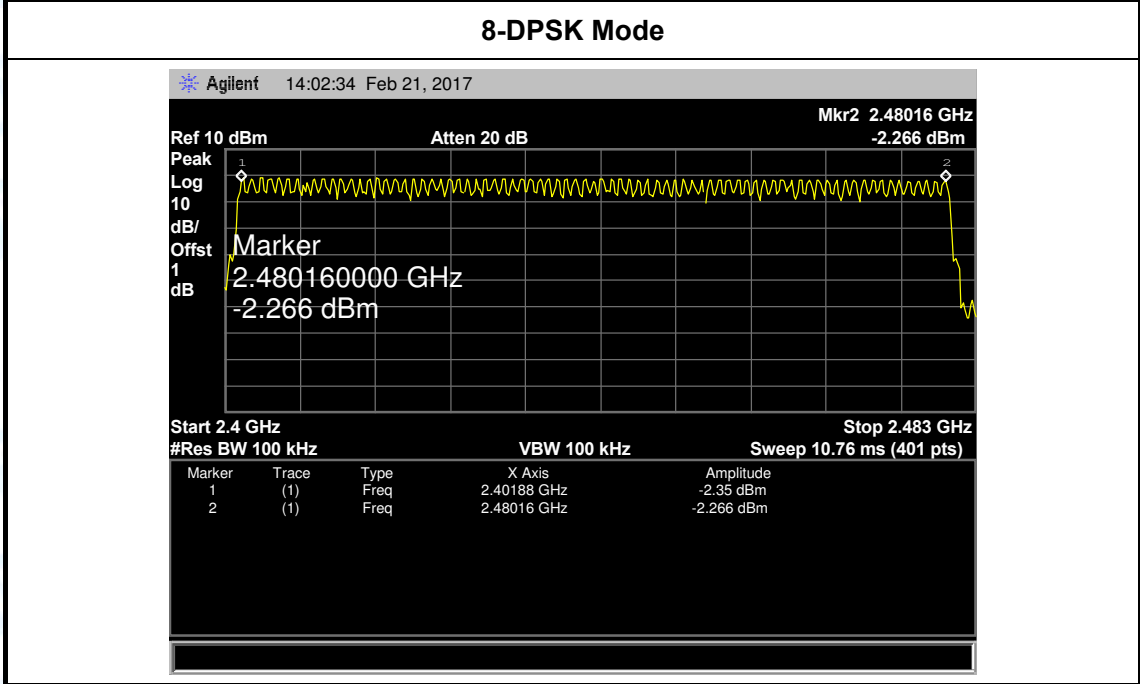 8-DPSK Mode
Agilent 14:02:34 Feb 21, 2017
Mkr2 2.48016 GHz
Ref 10 dBm Atten 20 dB -2.266 dBm
Peak
Log
10
dB/
Offst
1
dB
1
2
Marker
2.480160000 GHz
-2.266 dBm
Start 2.4 GHz Stop 2.483 GHz
#Res BW 100 kHz VBW 100 kHz Sweep 10.76 ms (401 pts)
Marker Trace Type X Axis Amplitude
1 (1) Freq 2.40188 GHz -2.35 dBm
2 (1) Freq 2.48016 GHz -2.266 dBm